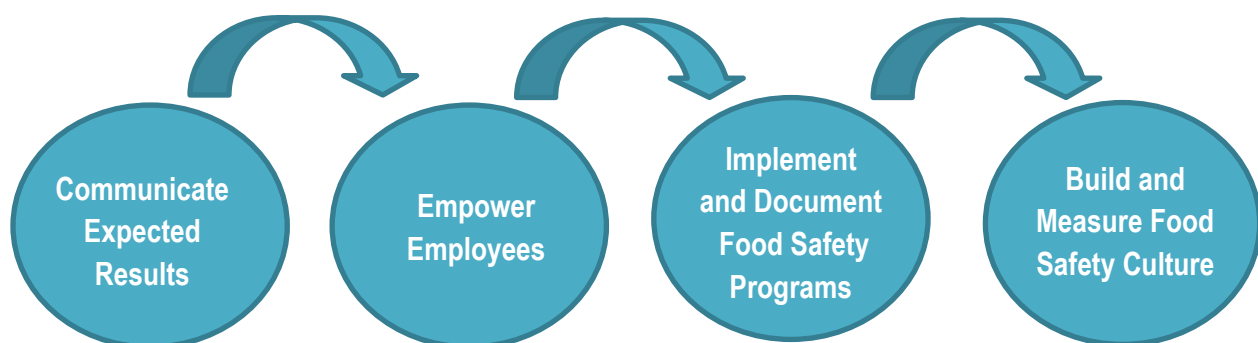 Communicate
Expected
Results
Empower
Employees
Implement
and Document
Food Safety
Programs
Build and
Measure Food
Safety Culture